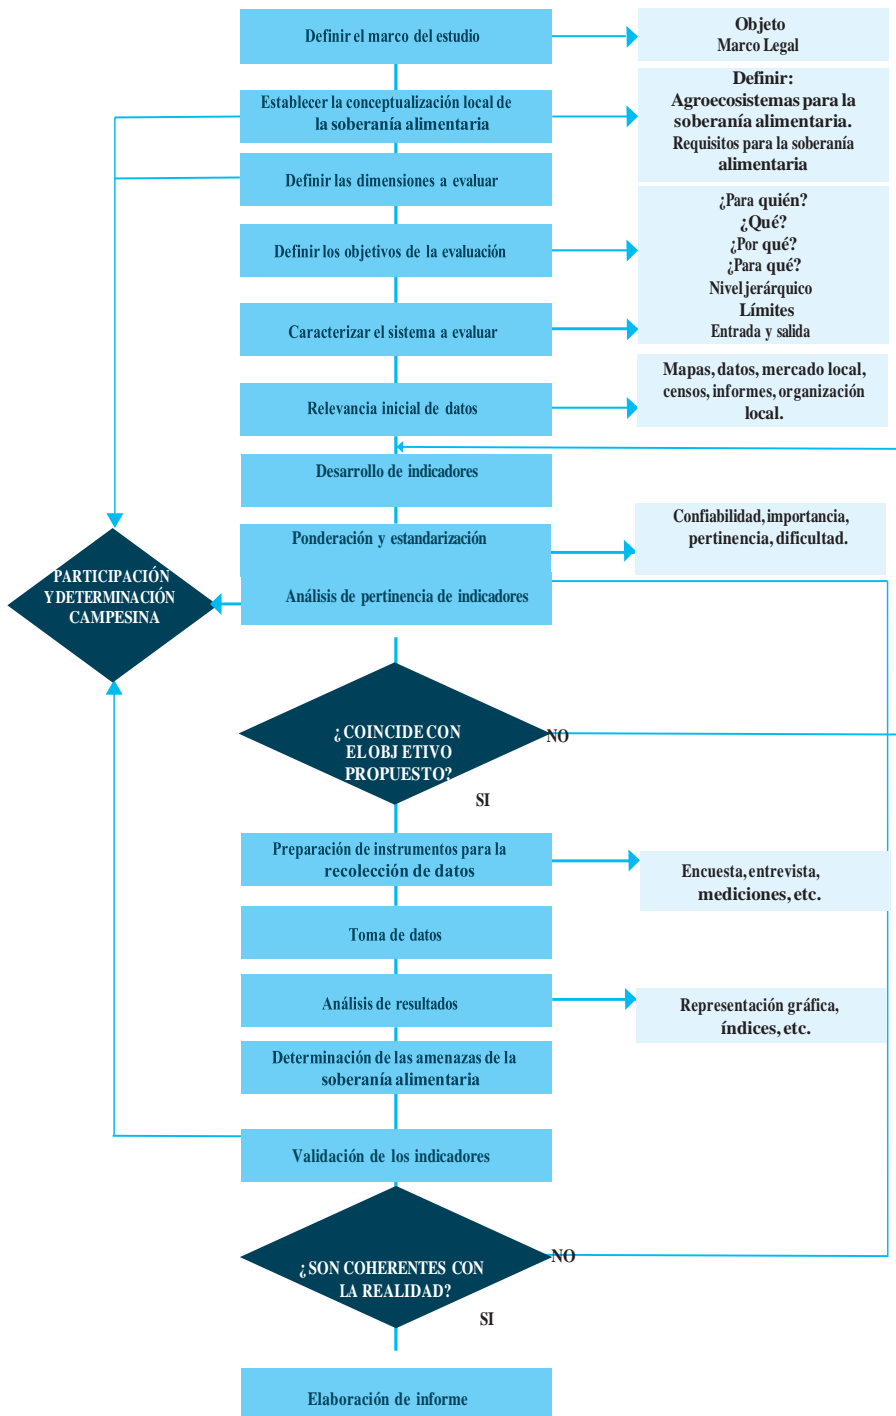 Definir el marco del estudio
Objeto
Marco Legal
Establecer la conceptualización local de
la soberanía alimentaria
Definir:
Agroecosistemas para la
soberanía alimentaria.
Requisitos para la soberanía
alimentaria
Definir las dimensiones a evaluar
Definir los objetivos de la evaluación
¿Para quién?
¿Qué?
¿Por qué?
¿Para qué?
Nivel jerárquico
Límites
Entrada y salida
Caracterizar el sistema a evaluar
Relevancia inicial de datos
Mapas, datos, mercado local,
censos, informes, organización
local.
Desarrollo de indicadores
Ponderación y estandarización
Confiabilidad, importancia,
pertinencia, dificultad.
Análisis de pertinencia de indicadores
PARTICIPACIÓN
Y DETERMINACIÓN
CAMPESINA
¿COINCIDE CON
EL OBJETIVO
PROPUESTO?
NO
SI
Preparación de instrumentos para la
recolección de datos
Encuesta, entrevista,
mediciones, etc.
Toma de datos
Análisis de resultados
Representación gráfica,
índices, etc.
Determinación de las amenazas de la
soberanía alimentaria
Validación de los indicadores
¿SON COHERENTES CON
LA REALIDAD?
NO
SI
Elaboración de informe